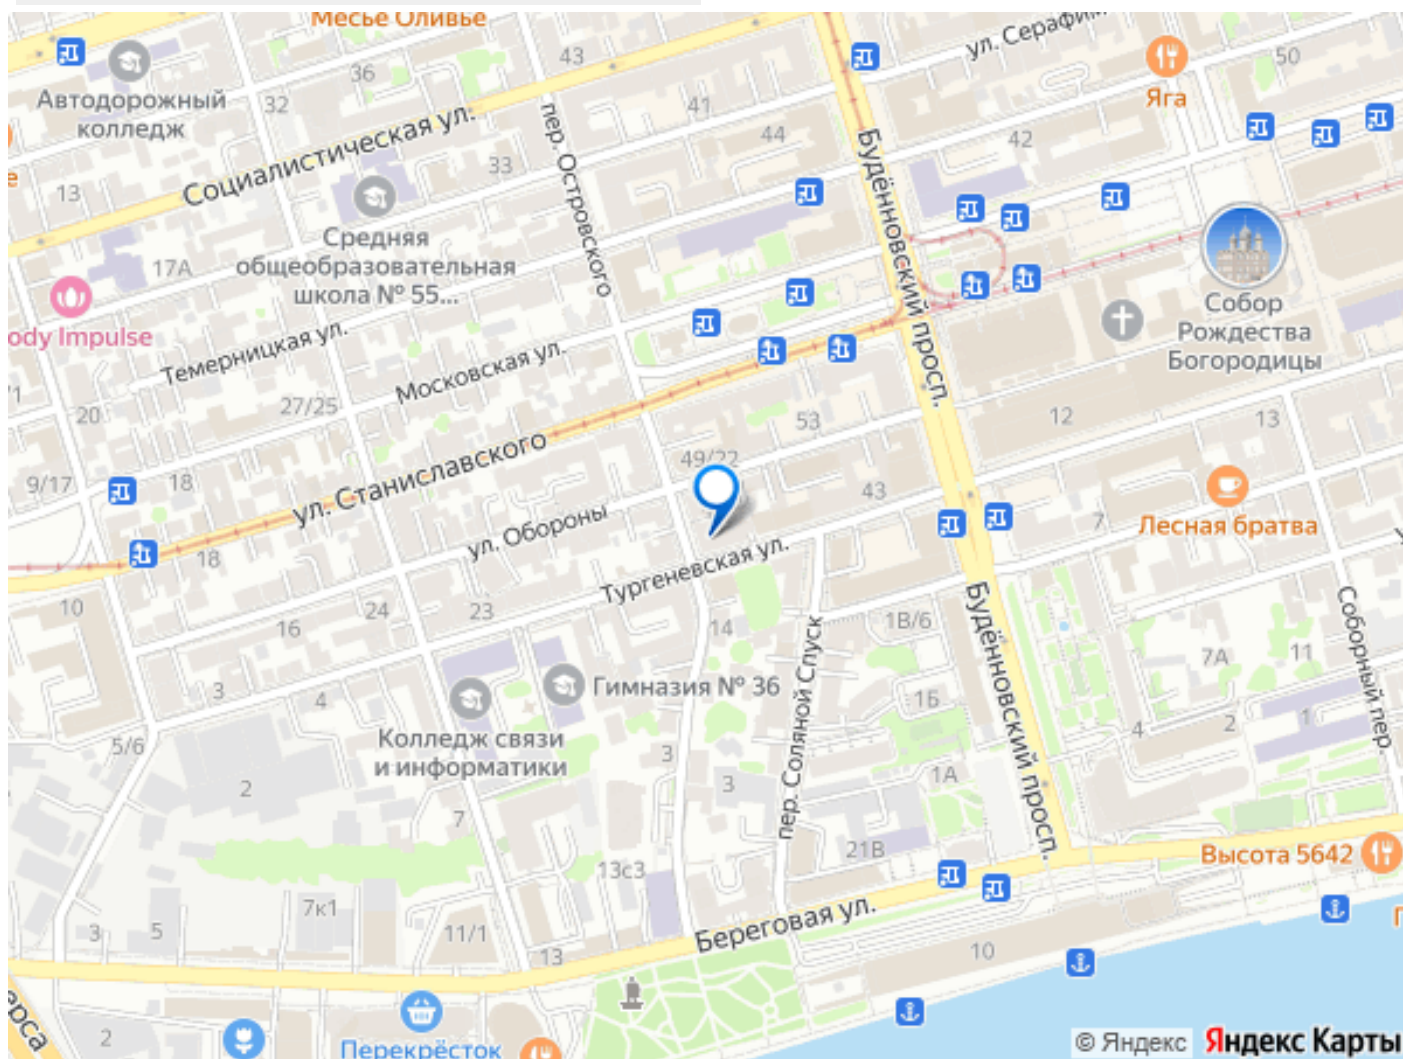 Месье Оливье
ул. Серафим
43
50
Яга
Автодорожный
колледж
36
32
41
44
42
Социалистическая ул.
пер. Островского
Будённовский просп.
33
13
е
Средняя
общеобразовательная
школа № 55...
17А
ody Impulse
Собор
Рождества
Богородицы
Темерницкая ул.
Московская ул.
/1
20
27/25
53
12
13
49/22
ул. Станиславского
9/17
18
43
Лесная братва
7
ул. Обороны
18
Тургеневская ул.
10
24
23
16
14
1В/6
Будённовский просп.
Соборный пер.
7А
11
3
4
Гимназия № 36
пер. Соляной Спуск
1Б
4
2
1
5/6
Колледж связи
и информатики
3
3
1А
2
7
21В
Высота 5642
13с3
7к1
3
5
11/1
13
Береговая ул.
10
ерса
2
Перекрёсток
© Яндекс
Яндекс Карты